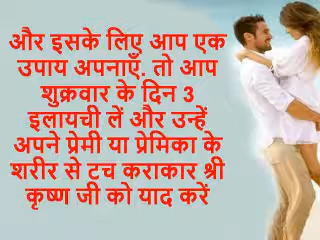 और इसके लिए आप एक
उपाय अपनाएँ. तो आप
शुक्रवार के दिन 3
इलायची लें और उन्हें
अपने प्रेमी या प्रेमिका के
शरीर से टच कराकार श्री
कृष्ण जी को याद करें